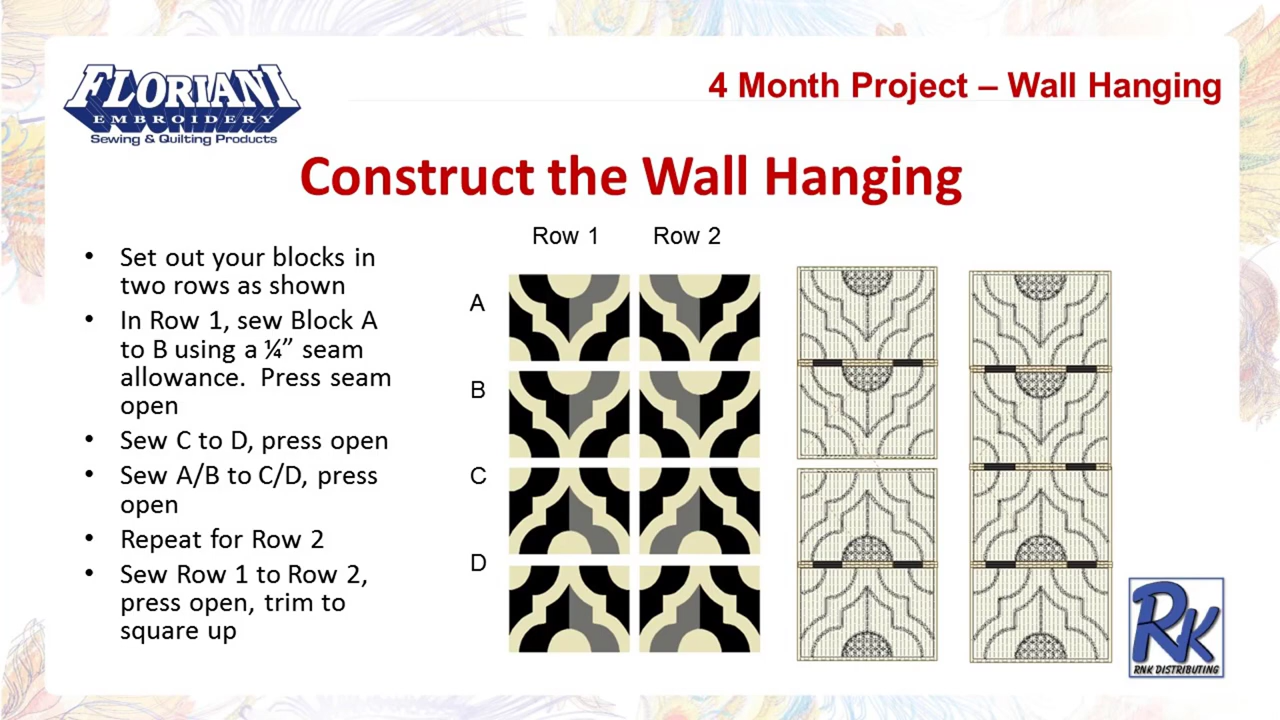 FLORIANI
EMBROIDERY
Sewing & Quilting Products
4 Month Project – Wall Hanging
Construct the Wall Hanging
• Set out your blocks in
two rows as shown
• In Row 1, sew Block A
to B using a ¼” seam
allowance.  Press seam
open
• Sew C to D, press open
• Sew A/B to C/D, press
open
• Repeat for Row 2
• Sew Row 1 to Row 2,
press open, trim to
square up
Row 1
Row 2
A
B
C
D
RK
RNK DISTRIBUTING